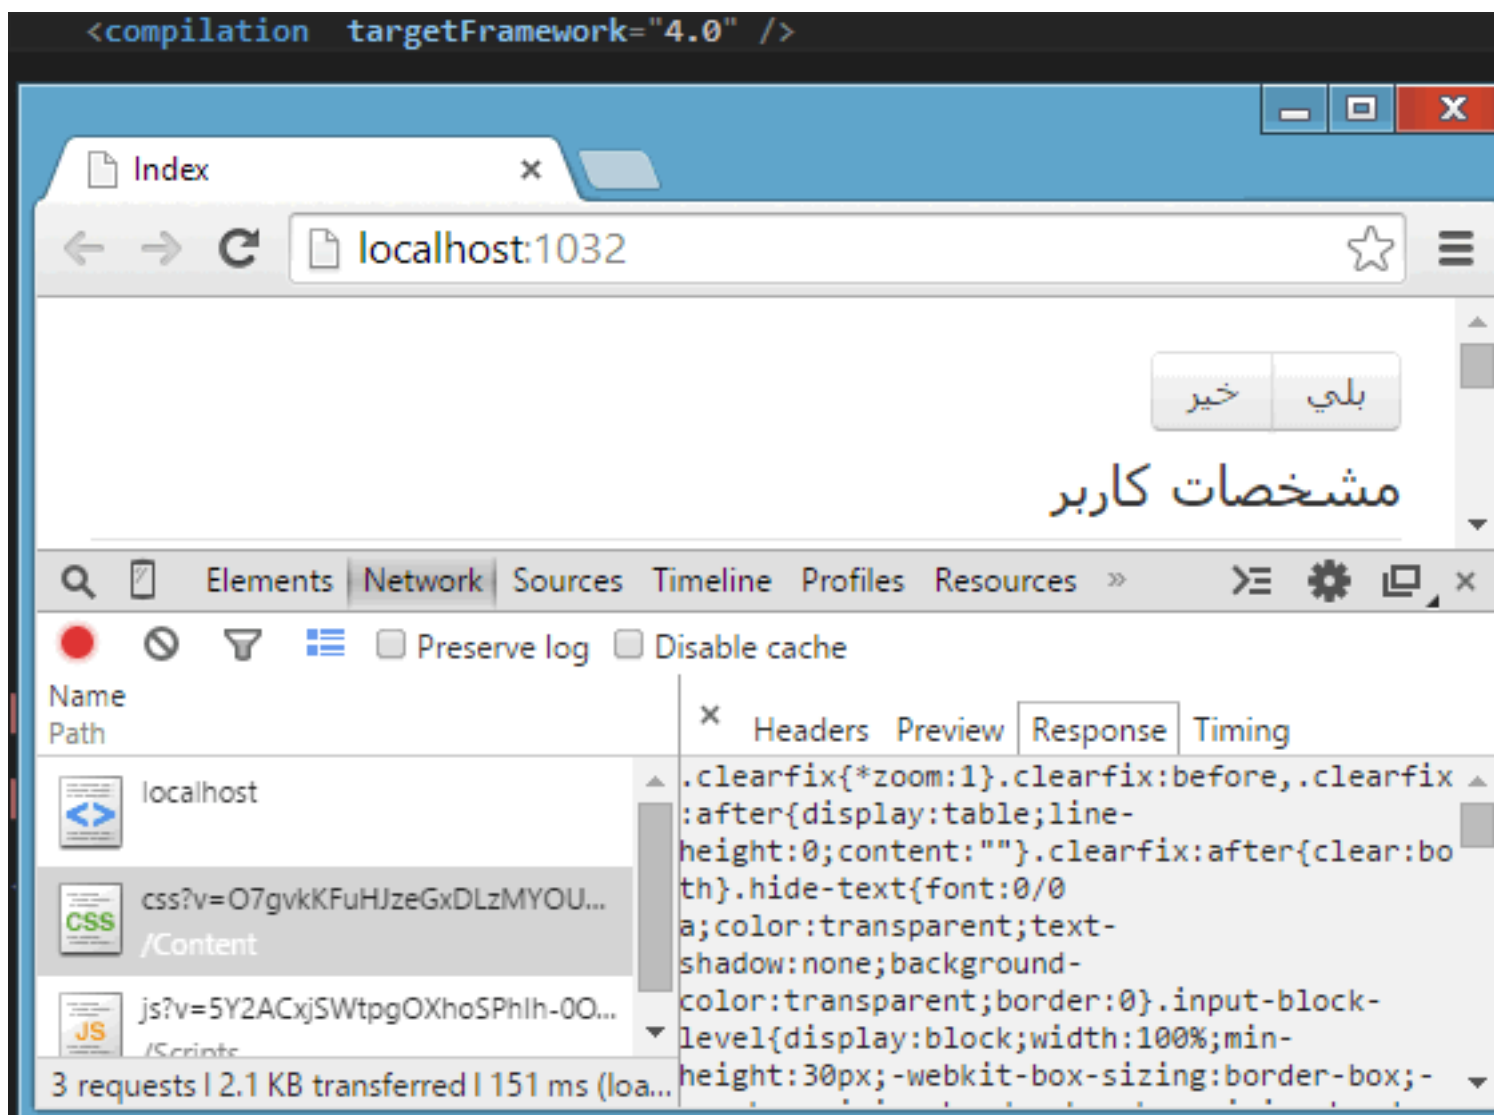 <compilation  targetFramework="4.0" />
Index
localhost:1032
بلي
خير
مشخصات کاربر
Elements Network Sources Timeline Profiles Resources »
Preserve log Disable cache
Name
Path
localhost
css?v=O7gvkKFuHJzeGxDLzMYOU...
/Content
js?v=5Y2ACxjSWtpgOXhoSPhIh-0O...
/Scripts
3 requests | 2.1 KB transferred | 151 ms (loa...
Headers Preview Response Timing
.clearfix{*zoom:1}.clearfix:before,.clearfix
:after{display:table;line-
height:0;content:""}.clearfix:after{clear:bo
th}.hide-text{font:0/0
a;color:transparent;text-
shadow:none;background-
color:transparent;border:0}.input-block-
level{display:block;width:100%;min-
height:30px;-webkit-box-sizing:border-box;-